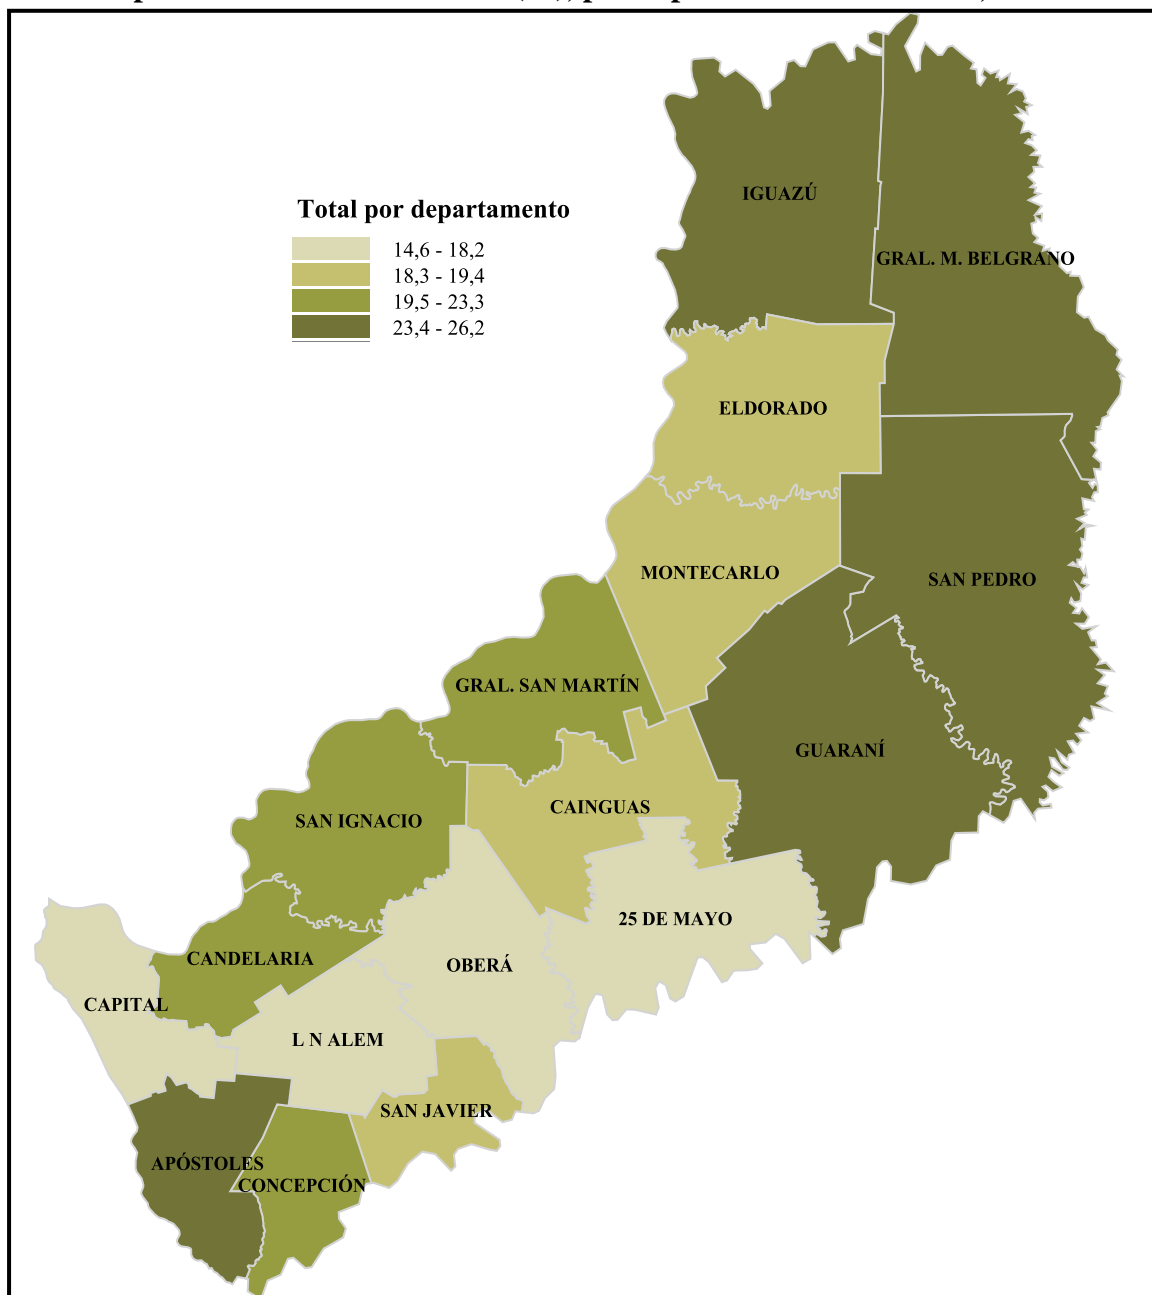 IGUAZÚ
Total por departamento
14,6 - 18,2
GRAL. M. BELGRANO
18,3 - 19,4
19,5 - 23,3
23,4 - 26,2
ELDORADO
MONTECARLO
SAN PEDRO
GRAL. SAN MARTÍN
GUARANÍ
CAINGUAS
SAN IGNACIO
25 DE MAYO
CANDELARIA
OBERÁ
CAPITAL
L N ALEM
SAN JAVIER
APÓSTOLES
CONCEPCIÓN